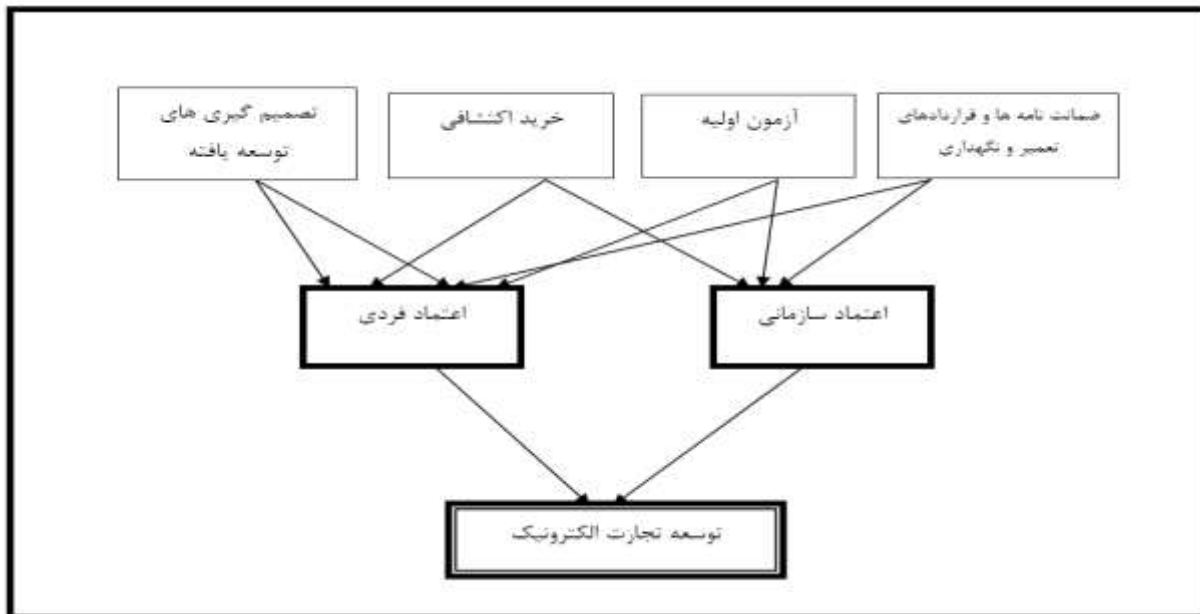 ضمانت نامه ها و قراردادهای
تعمیر و نگهداری
آزمون اولیه
خرید اکتشافی
تصمیم گیری های
توسعه یافته
اعتماد سازمانی
اعتماد فردی
توسعه تجارت الکترونیک